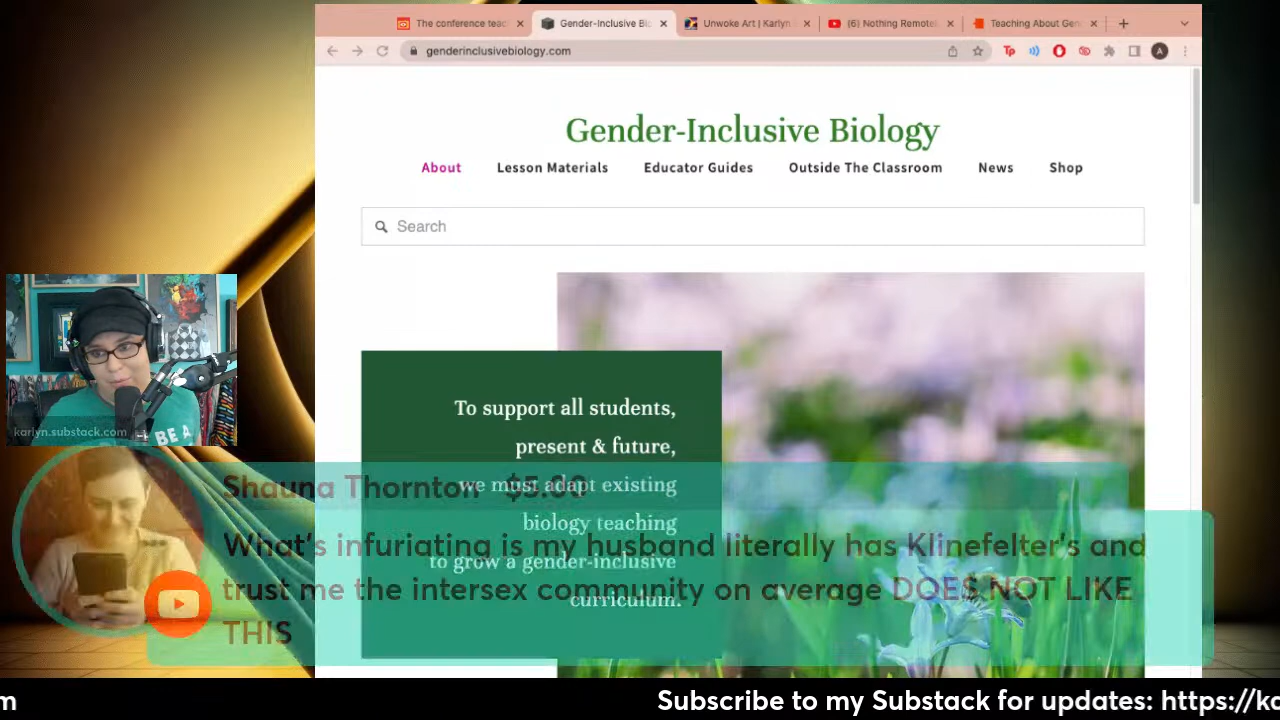 The conference teac
Gender-Inclusive Bio
Unwoke Art | Karlyn
(6) Nothing Remote
Teaching About Gen
genderinclusivebiology.com
Tp
A
Gender-Inclusive Biology
About
Lesson Materials
Educator Guides
Outside The Classroom
News
Shop
Search
To support all students,
present & future,
we must adapt existing
biology teaching
to grow a gender-inclusive
curriculum.
karlyn.substack.com
BE A
Shauna Thornton $5.00
What's infuriating is my husband literally has Klinefelter's and
trust me the intersex community on average DOES NOT LIKE
THIS
m
Subscribe to my Substack for updates: https://ka